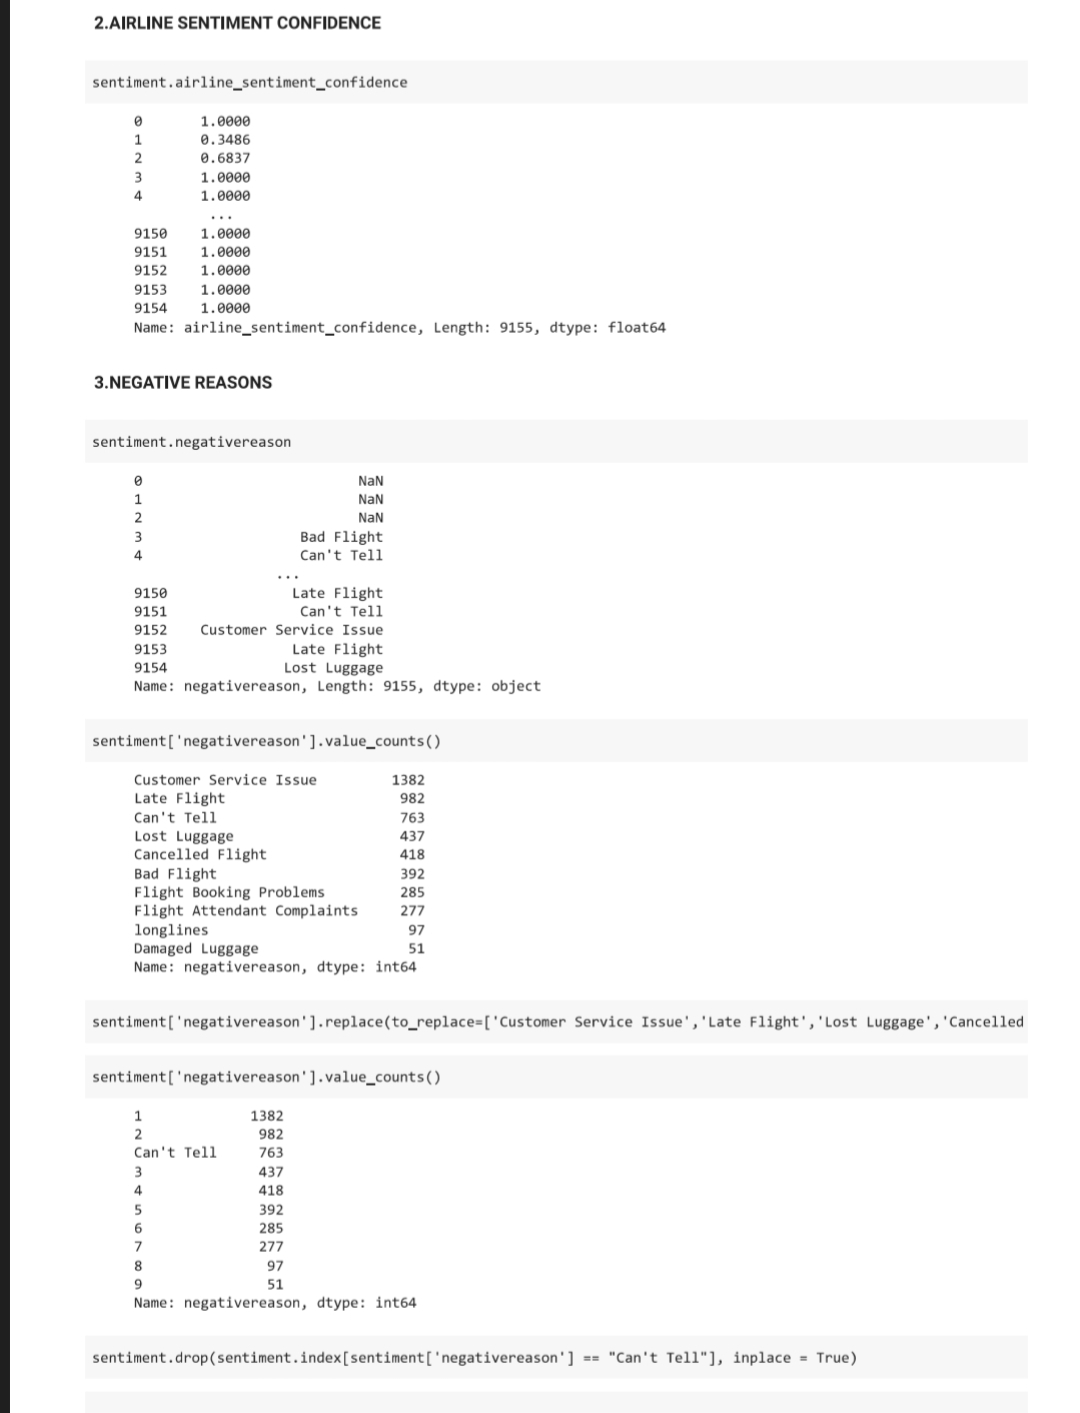 2.AIRLINE SENTIMENT CONFIDENCE
sentiment.airline_sentiment_confidence
0 1.0000
1 0.3486
2 0.6837
3 1.0000
4 1.0000
...
9150 1.0000
9151 1.0000
9152 1.0000
9153 1.0000
9154 1.0000
Name: airline_sentiment_confidence, Length: 9155, dtype: float64
3.NEGATIVE REASONS
sentiment.negativereason
0 NaN
1 NaN
2 NaN
3 Bad Flight
4 Can't Tell
...
9150 Late Flight
9151 Can't Tell
9152 Customer Service Issue
9153 Late Flight
9154 Lost Luggage
Name: negativereason, Length: 9155, dtype: object
sentiment['negativereason'].value_counts()
Customer Service Issue 1382
Late Flight 982
Can't Tell 763
Lost Luggage 437
Cancelled Flight 418
Bad Flight 392
Flight Booking Problems 285
Flight Attendant Complaints 277
longlines 97
Damaged Luggage 51
Name: negativereason, dtype: int64
sentiment['negativereason'].replace(to_replace=['Customer Service Issue','Late Flight','Lost Luggage','Cancelled
sentiment['negativereason'].value_counts()
1 1382
2 982
Can't Tell 763
3 437
4 418
5 392
6 285
7 277
8 97
9 51
Name: negativereason, dtype: int64
sentiment.drop(sentiment.index[sentiment['negativereason'] == "Can't Tell"], inplace = True)